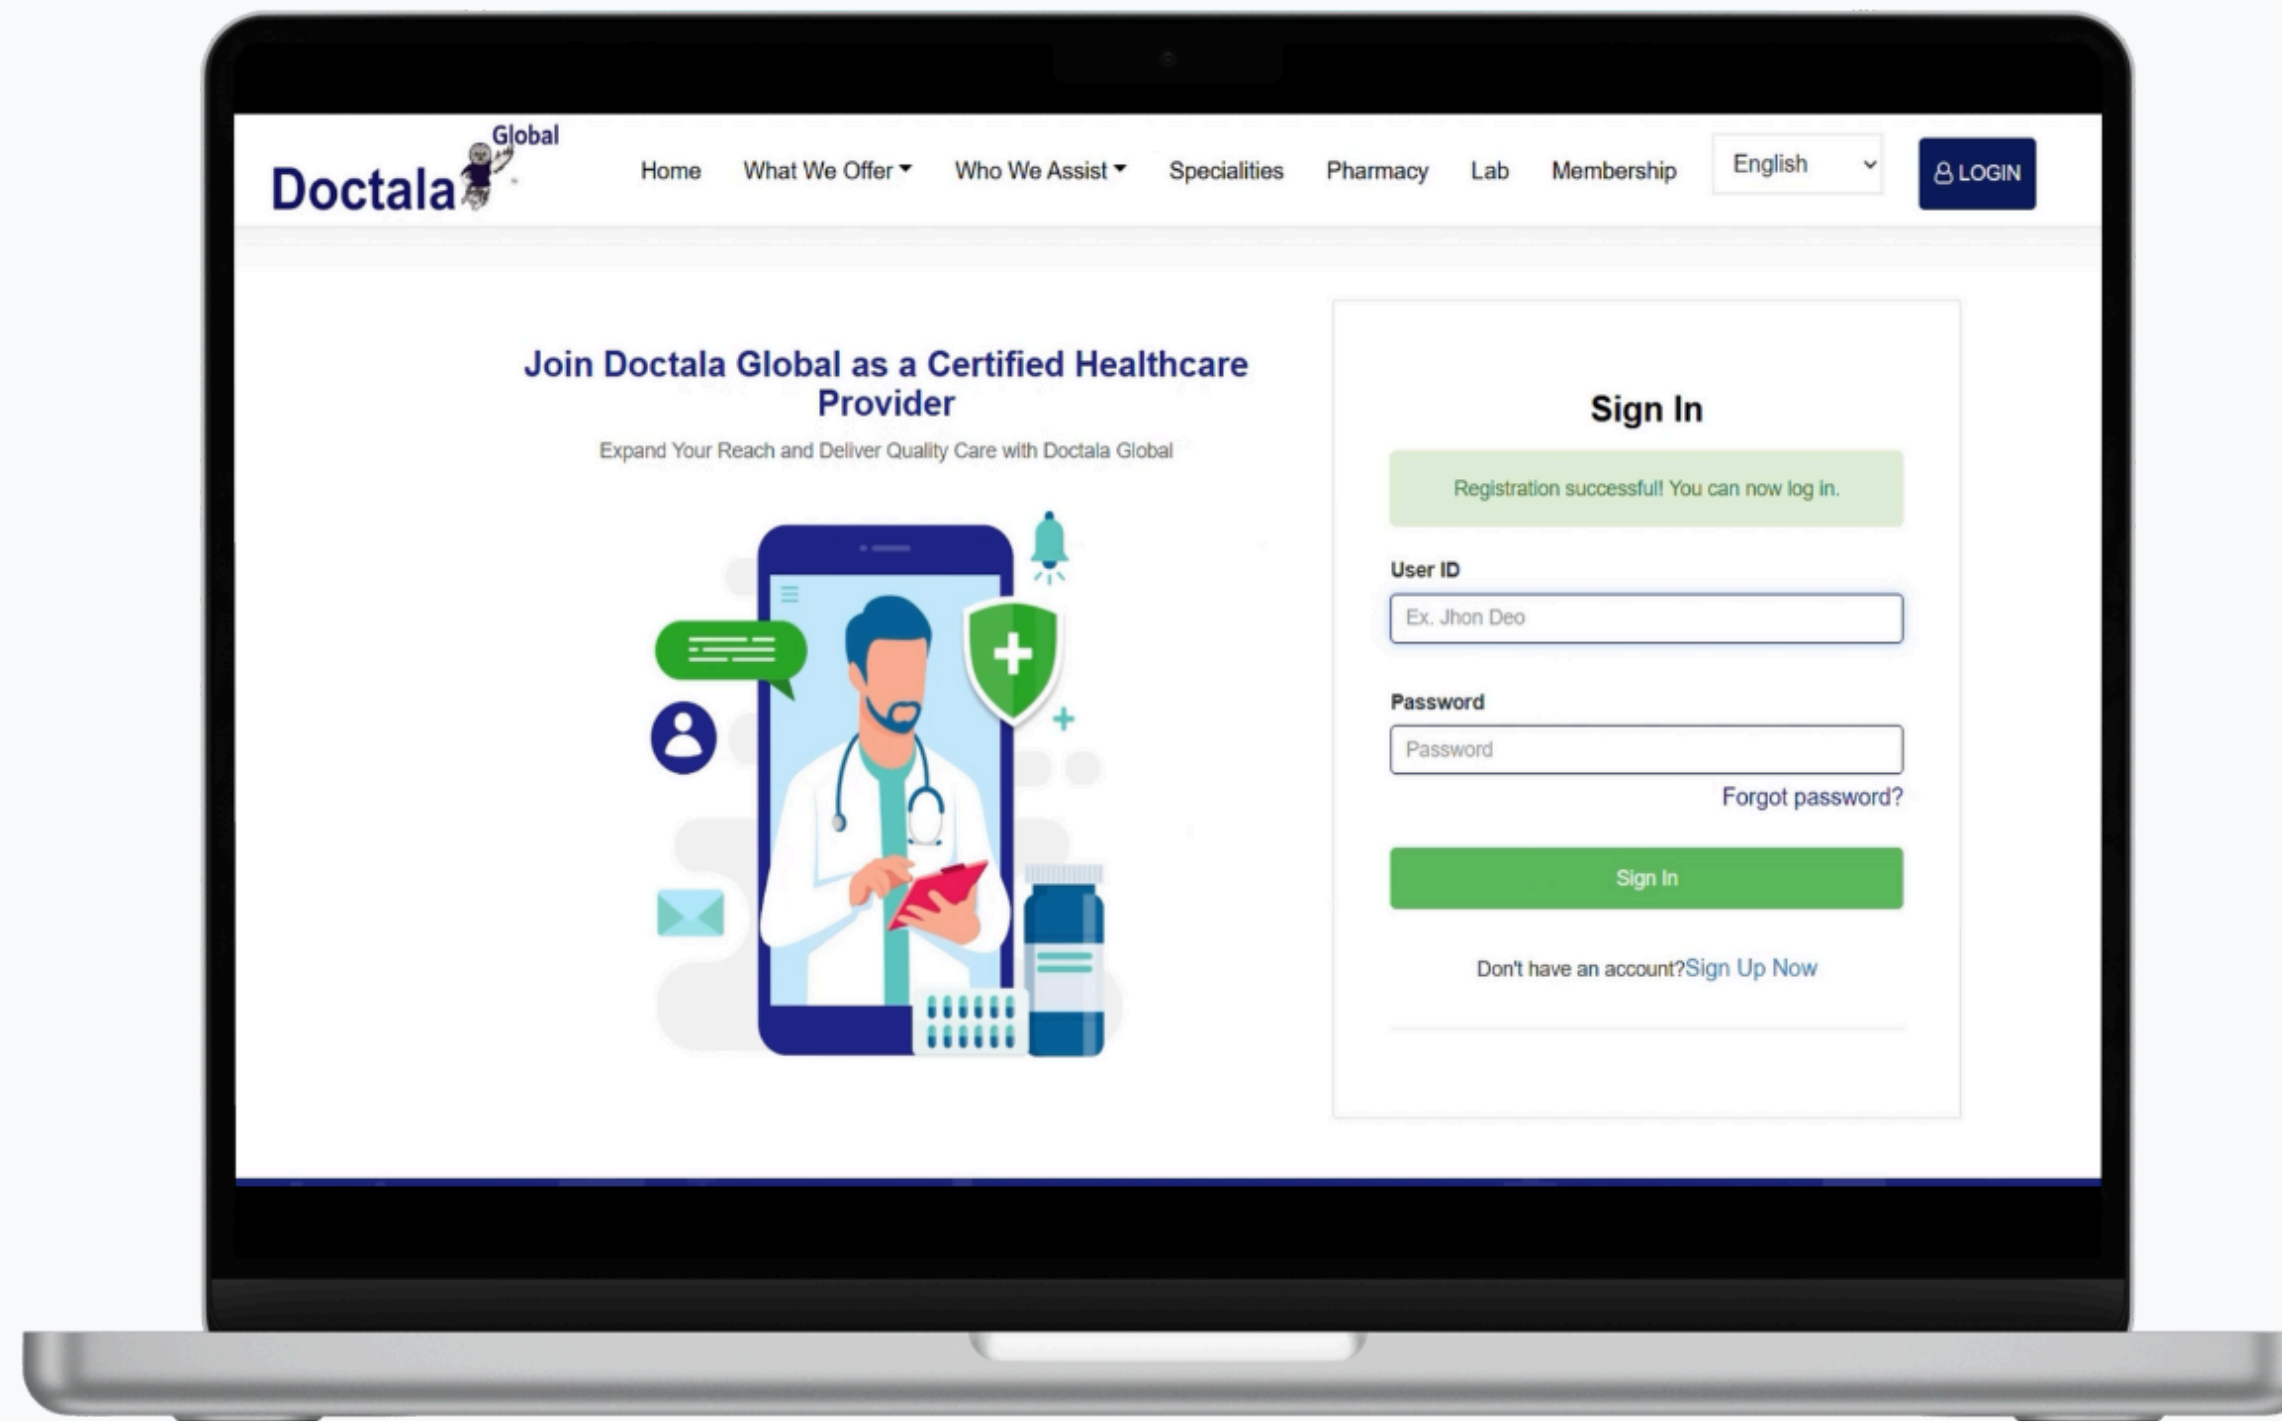 Doctala Global
Home What We Offer Who We Assist Specialities Pharmacy Lab Membership English LOGIN
Join Doctala Global as a Certified Healthcare
Provider
Expand Your Reach and Deliver Quality Care with Doctala Global
Sign In
Registration successful! You can now log in.
User ID
Ex. Jhon Deo
Password
Password
Forgot password?
Sign In
Don't have an account?Sign Up Now